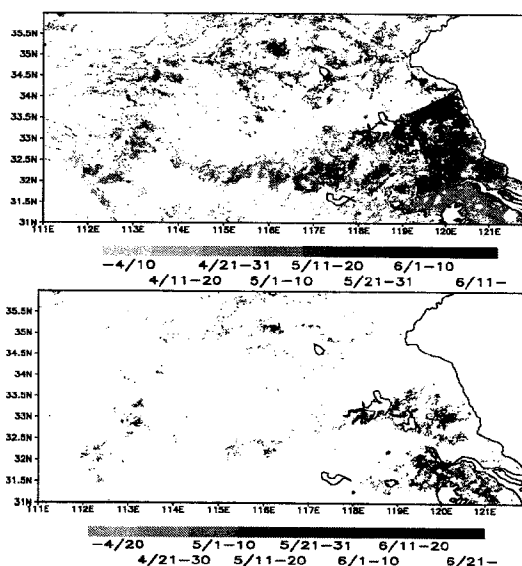 35.5N
35N
34.5N
34N
33.5N
33N
32.5N
32N
31.5N
31N
111E 112E 113E 114E 115E 116E 117E 118E 119E 120E 121E
-4/10 4/21-31 5/11-20 6/1-10
4/11-20 5/1-10 5/21-31 6/11-
35.5N
35N
34.5N
34N
33.5N
33N
32.5N
32N
31.5N
31N
111E 112E 113E 114E 115E 116E 117E 118E 119E 120E 121E
-4/20 5/1-10 5/21-31 6/11-20
4/21-30 5/11-20 6/1-10 6/21-